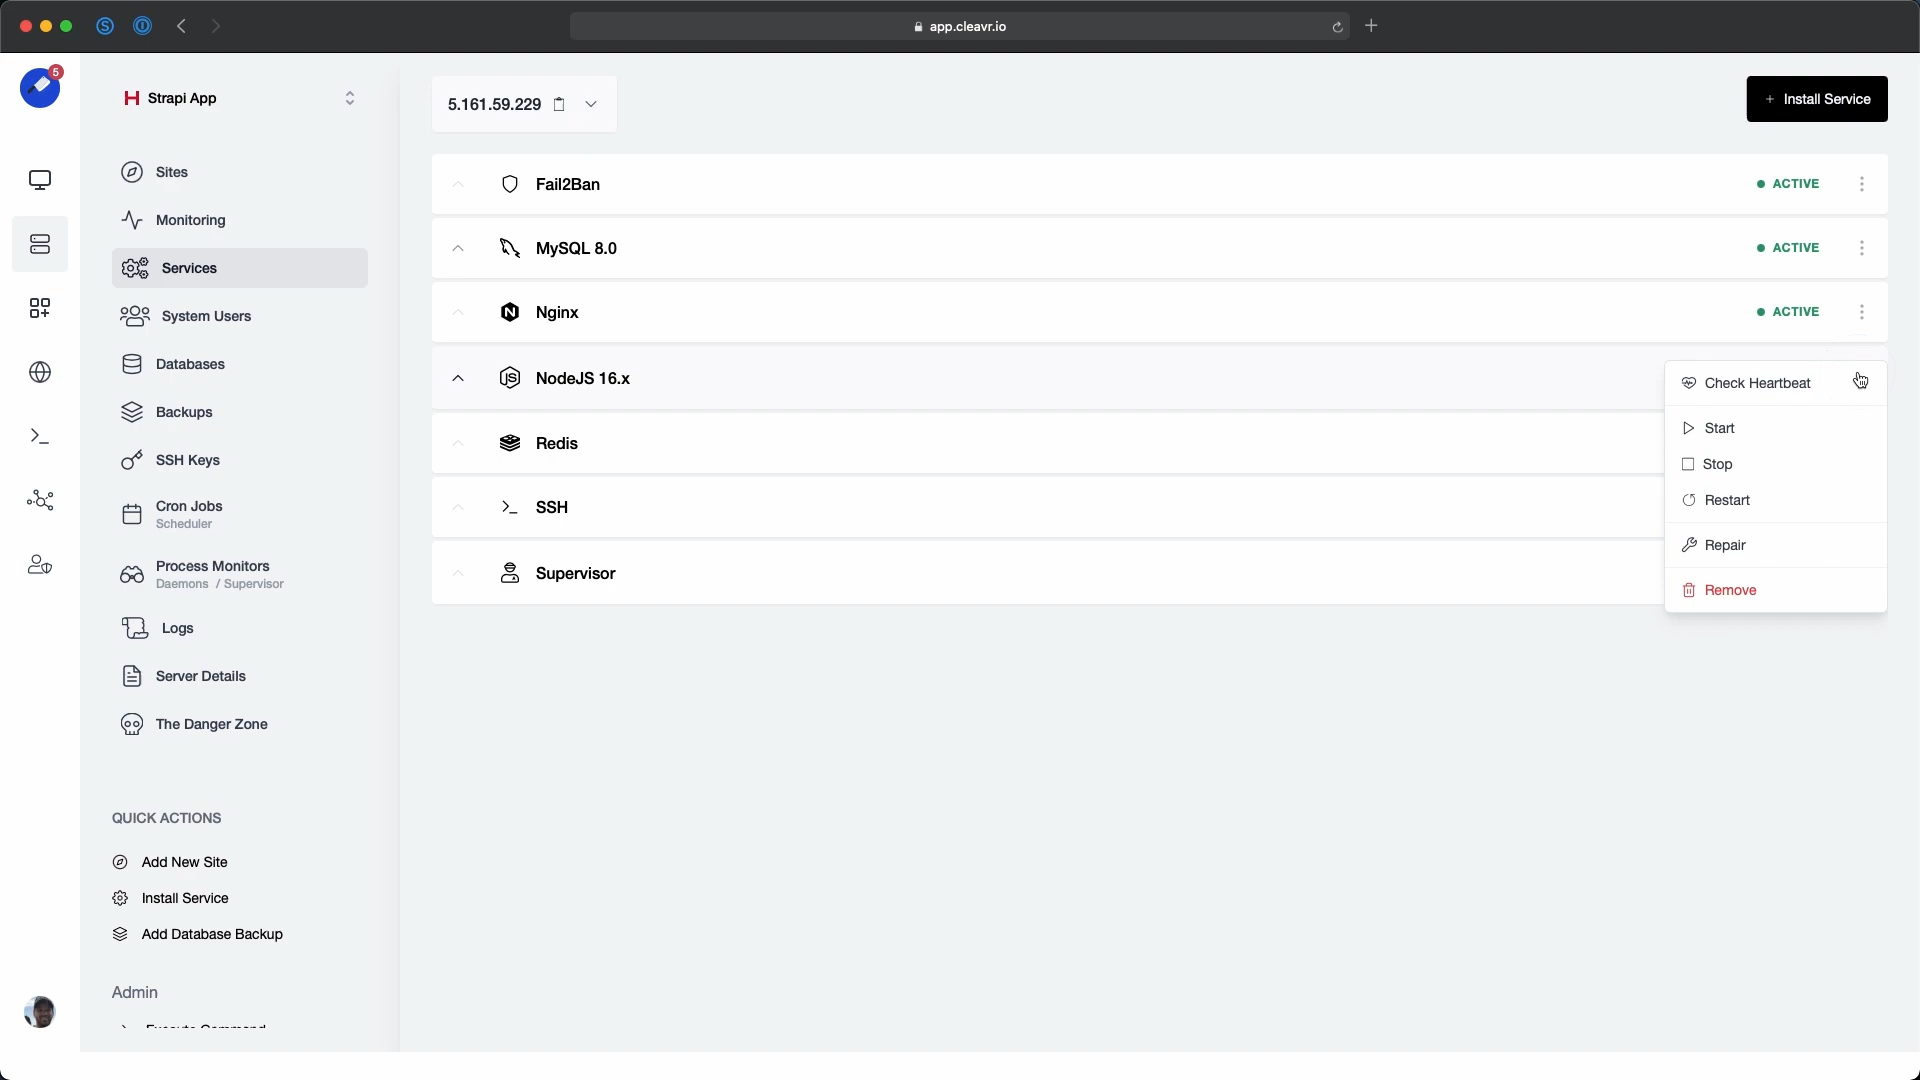 app.cleavr.io
5
Strapi App
Sites
Monitoring
Services
System Users
Databases
Backups
SSH Keys
Cron Jobs
Scheduler
Process Monitors
Daemons / Supervisor
Logs
Server Details
The Danger Zone
QUICK ACTIONS
Add New Site
Install Service
Add Database Backup
Admin
Execute Command
5.161.59.229
+ Install Service
Fail2Ban
ACTIVE
MySQL 8.0
ACTIVE
Nginx
ACTIVE
NodeJS 16.x
Redis
SSH
Supervisor
Check Heartbeat
Start
Stop
Restart
Repair
Remove